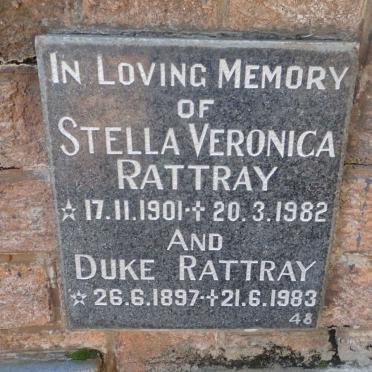 IN LOVING MEMORY
OF
STELLA VERONICA
RATTRAY
☆ 17.11.1901-✝ 20.3.1982
AND
DUKE RATTRAY
☆ 26.6.1897-✝21.6.1983
48